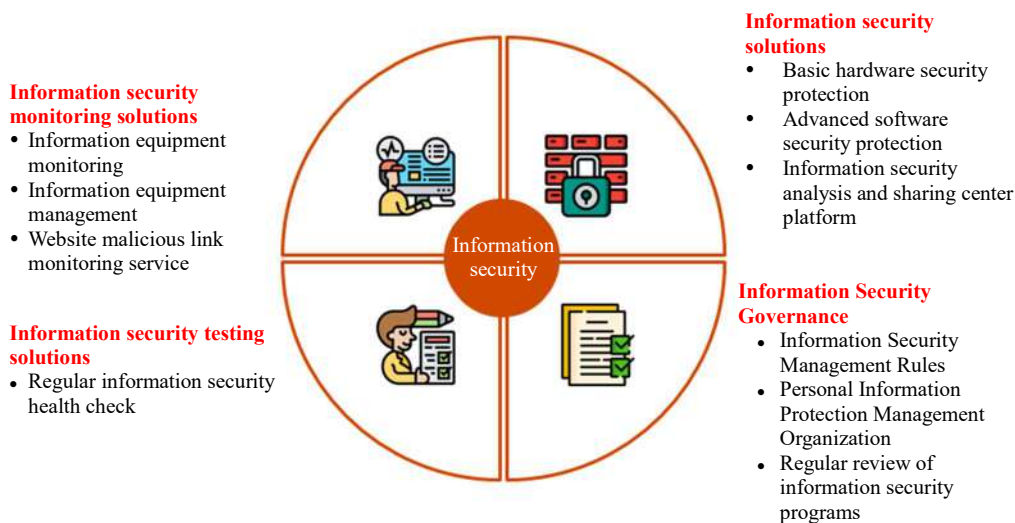 Information security
monitoring solutions
• Information equipment
monitoring
• Information equipment
management
• Website malicious link
monitoring service
Information security testing
solutions
• Regular information security
health check
Information
security
Information security
solutions
• Basic hardware security
protection
• Advanced software
security protection
• Information security
analysis and sharing center
platform
Information Security
Governance
• Information Security
Management Rules
• Personal Information
Protection Management
Organization
• Regular review of
information security
programs